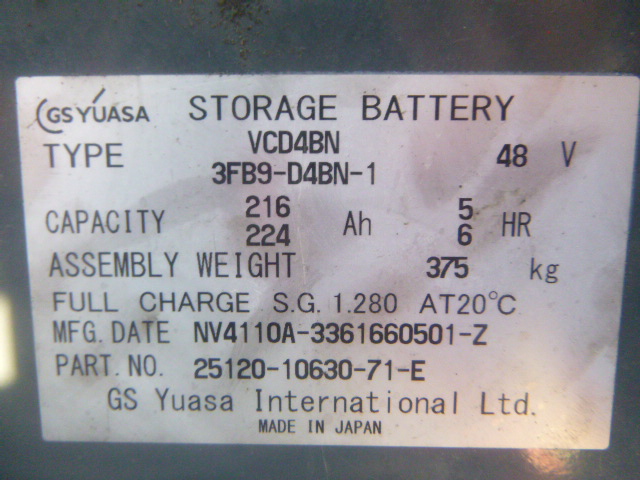 GS YUASA STORAGE BATTERY
TYPE VCD4BN 48 V
3FB9-D4BN-1
CAPACITY 216 Ah 5 HR
224 6
ASSEMBLY WEIGHT 375 kg
FULL CHARGE S.G. 1.280 AT20℃
MFG. DATE NV4110A-3361660501-Z
PART. NO. 25120-10630-71-E
GS Yuasa International Ltd.
MADE IN JAPAN